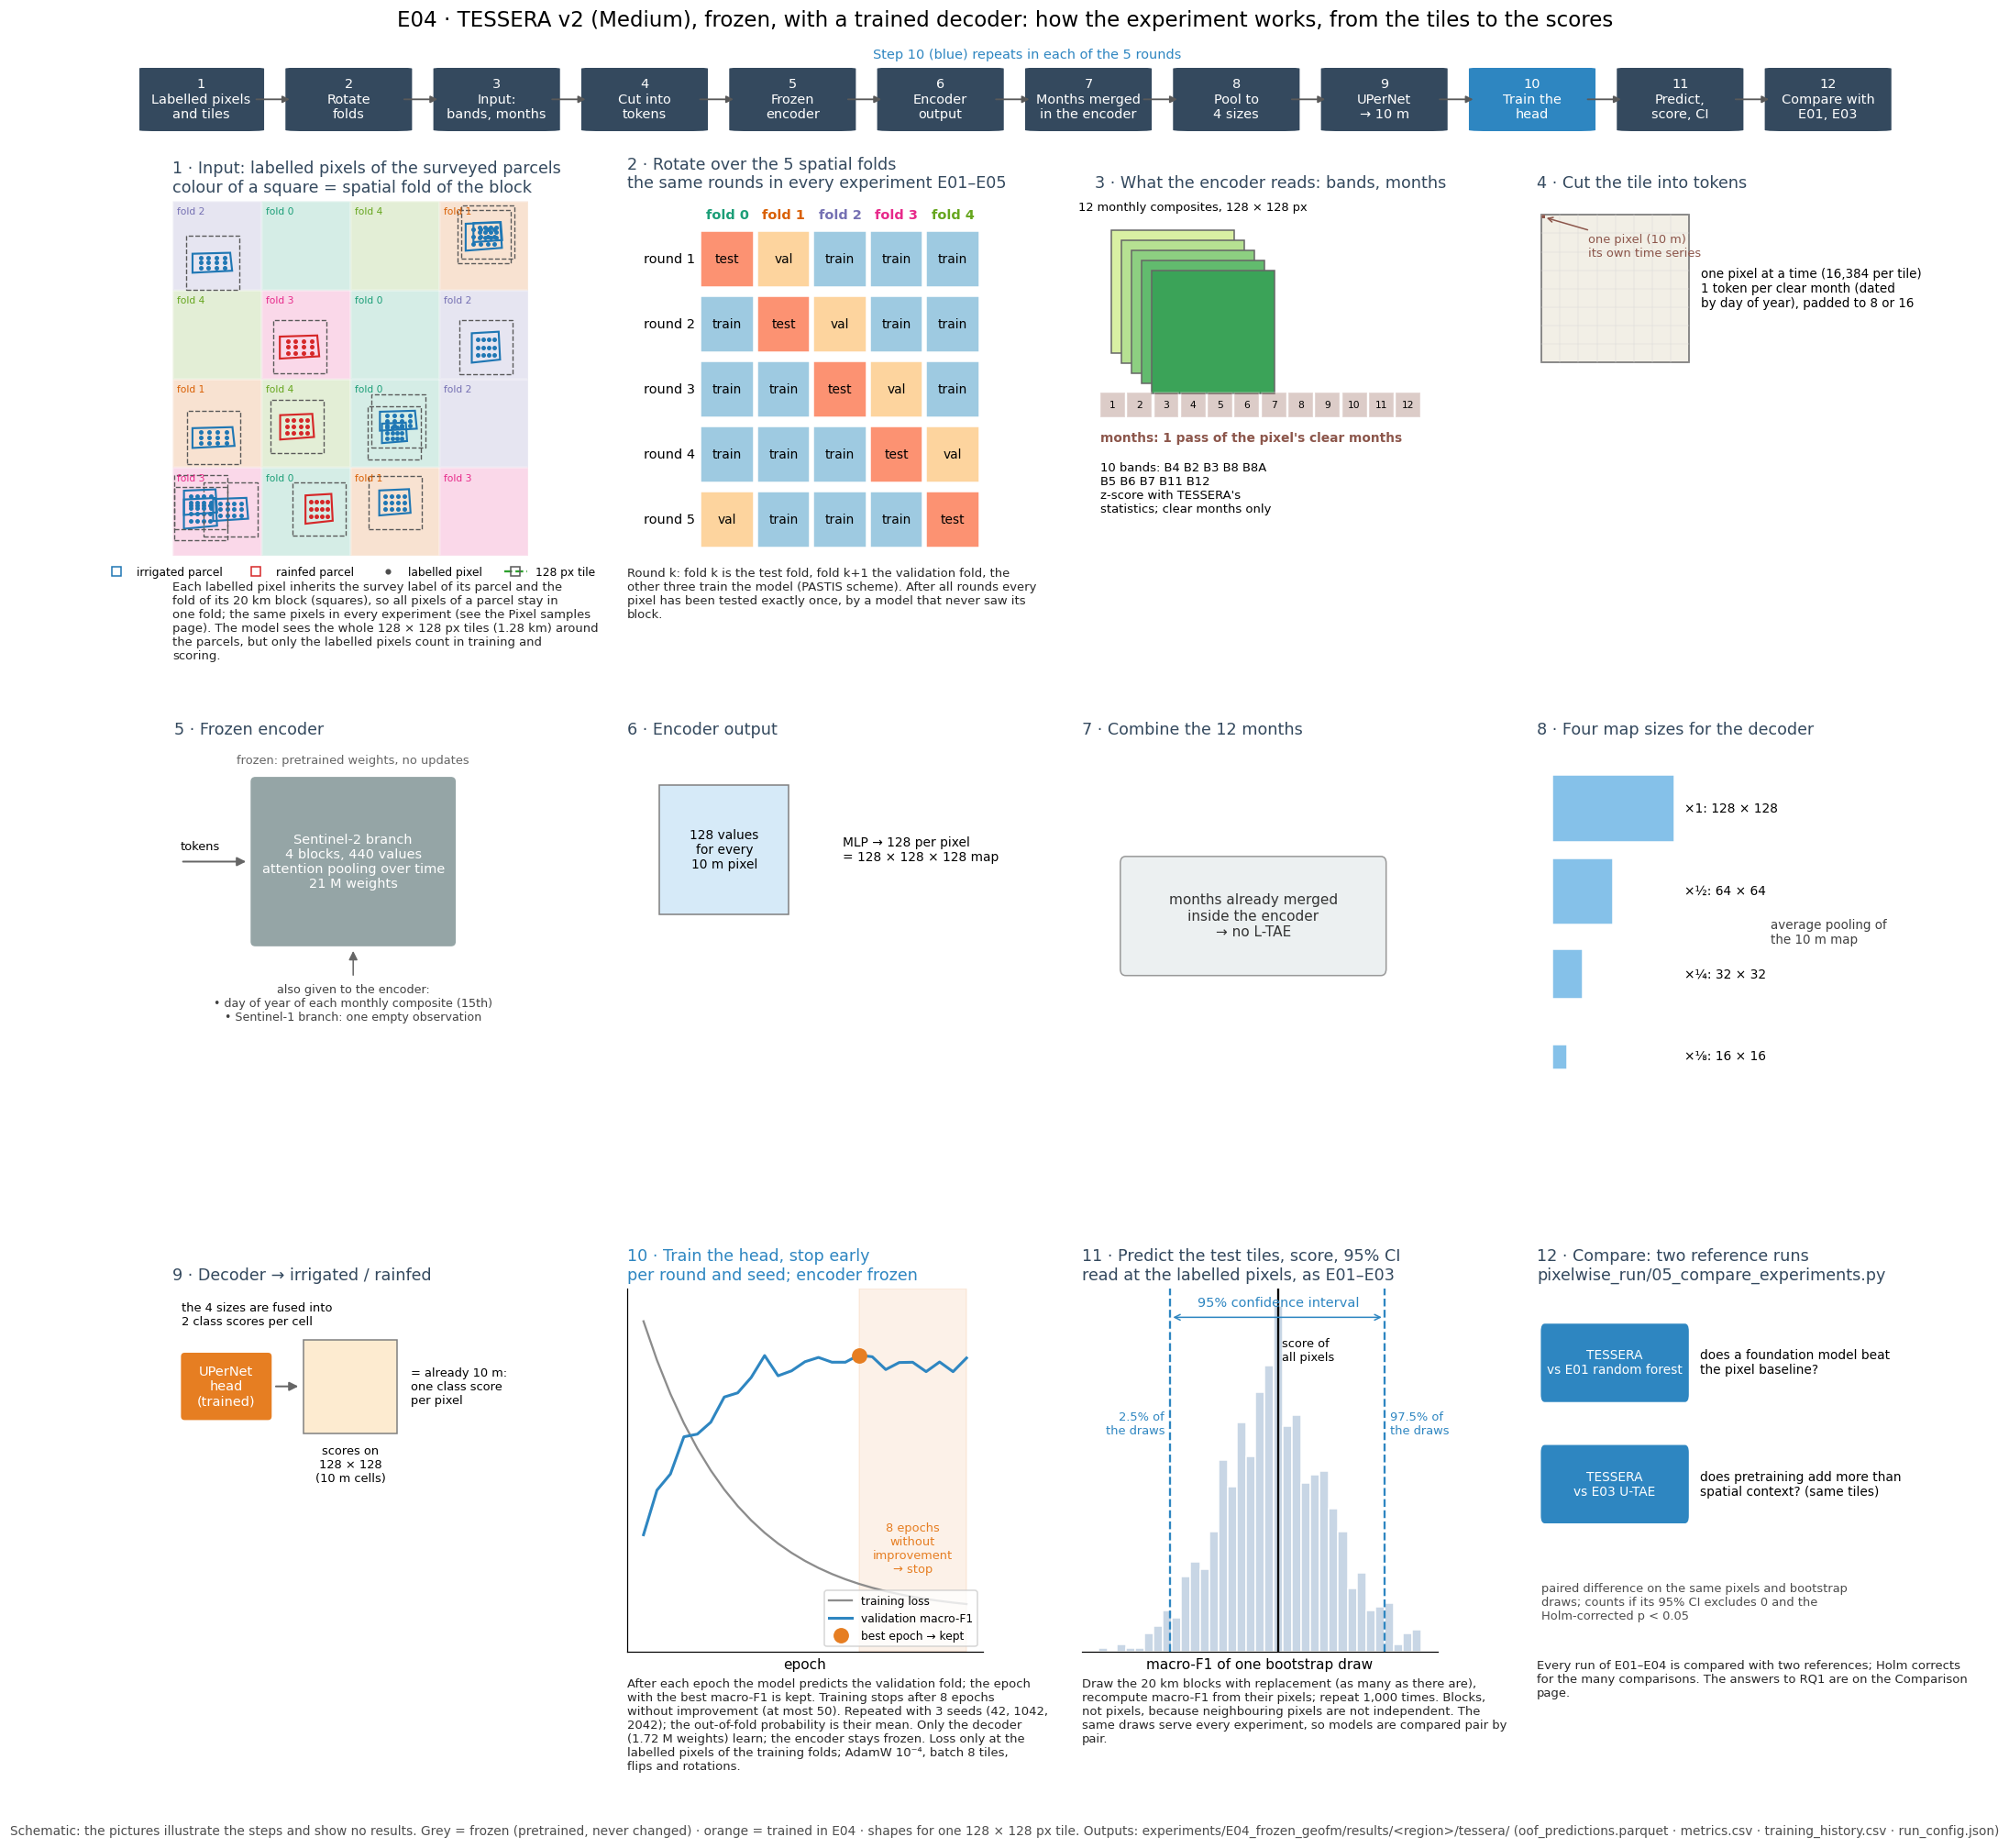 E04 · TESSERA v2 (Medium), frozen, with a trained decoder: how the experiment works, from the tiles to the scores
Step 10 (blue) repeats in each of the 5 rounds
1
Labelled pixels
and tiles
2
Rotate
folds
3
Input:
bands, months
4
Cut into
tokens
5
Frozen
encoder
6
Encoder
output
7
Months merged
in the encoder
8
Pool to
4 sizes
9
UPerNet
→ 10 m
10
Train the
head
11
Predict,
score, CI
12
Compare with
E01, E03
1 · Input: labelled pixels of the surveyed parcels
colour of a square = spatial fold of the block
fold 2
fold 0
fold 4
fold 1
fold 4
fold 3
fold 0
fold 2
fold 1
fold 4
fold 0
fold 2
fold 3
fold 0
fold 1
fold 3
irrigated parcel
rainfed parcel
labelled pixel
128 px tile
Each labelled pixel inherits the survey label of its parcel and the
fold of its 20 km block (squares), so all pixels of a parcel stay in
one fold; the same pixels in every experiment (see the Pixel samples
page). The model sees the whole 128 × 128 px tiles (1.28 km) around
the parcels, but only the labelled pixels count in training and
scoring.
2 · Rotate over the 5 spatial folds
the same rounds in every experiment E01–E05
fold 0 fold 1 fold 2 fold 3 fold 4
round 1 test val train train train
round 2 train test val train train
round 3 train train test val train
round 4 train train train test val
round 5 val train train train test
Round k: fold k is the test fold, fold k+1 the validation fold, the
other three train the model (PASTIS scheme). After all rounds every
pixel has been tested exactly once, by a model that never saw its
block.
3 · What the encoder reads: bands, months
12 monthly composites, 128 × 128 px
1 2 3 4 5 6 7 8 9 10 11 12
months: 1 pass of the pixel's clear months
10 bands: B4 B2 B3 B8 B8A
B5 B6 B7 B11 B12
z-score with TESSERA's
statistics; clear months only
4 · Cut the tile into tokens
one pixel (10 m)
its own time series
one pixel at a time (16,384 per tile)
1 token per clear month (dated
by day of year), padded to 8 or 16
5 · Frozen encoder
frozen: pretrained weights, no updates
tokens
Sentinel-2 branch
4 blocks, 440 values
attention pooling over time
21 M weights
also given to the encoder:
• day of year of each monthly composite (15th)
• Sentinel-1 branch: one empty observation
6 · Encoder output
128 values
for every
10 m pixel
MLP → 128 per pixel
= 128 × 128 × 128 map
7 · Combine the 12 months
months already merged
inside the encoder
→ no L-TAE
8 · Four map sizes for the decoder
×1: 128 × 128
×½: 64 × 64
average pooling of
the 10 m map
×¼: 32 × 32
×⅛: 16 × 16
9 · Decoder → irrigated / rainfed
the 4 sizes are fused into
2 class scores per cell
UPerNet
head
(trained)
= already 10 m:
one class score
per pixel
scores on
128 × 128
(10 m cells)
10 · Train the head, stop early
per round and seed; encoder frozen
8 epochs
without
improvement
→ stop
training loss
validation macro-F1
best epoch → kept
epoch
After each epoch the model predicts the validation fold; the epoch
with the best macro-F1 is kept. Training stops after 8 epochs
without improvement (at most 50). Repeated with 3 seeds (42, 1042,
2042); the out-of-fold probability is their mean. Only the decoder
(1.72 M weights) learn; the encoder stays frozen. Loss only at the
labelled pixels of the training folds; AdamW 10⁻⁴, batch 8 tiles,
flips and rotations.
11 · Predict the test tiles, score, 95% CI
read at the labelled pixels, as E01–E03
95% confidence interval
score of
all pixels
2.5% of
the draws
97.5% of
the draws
macro-F1 of one bootstrap draw
Draw the 20 km blocks with replacement (as many as there are),
recompute macro-F1 from their pixels; repeat 1,000 times. Blocks,
not pixels, because neighbouring pixels are not independent. The
same draws serve every experiment, so models are compared pair by
pair.
12 · Compare: two reference runs
pixelwise_run/05_compare_experiments.py
TESSERA
vs E01 random forest
does a foundation model beat
the pixel baseline?
TESSERA
vs E03 U-TAE
does pretraining add more than
spatial context? (same tiles)
paired difference on the same pixels and bootstrap
draws; counts if its 95% CI excludes 0 and the
Holm-corrected p < 0.05
Every run of E01–E04 is compared with two references; Holm corrects
for the many comparisons. The answers to RQ1 are on the Comparison
page.
Schematic: the pictures illustrate the steps and show no results. Grey = frozen (pretrained, never changed) · orange = trained in E04 · shapes for one 128 × 128 px tile. Outputs: experiments/E04_frozen_geofm/results/<region>/tessera/ (oof_predictions.parquet · metrics.csv · training_history.csv · run_config.json)